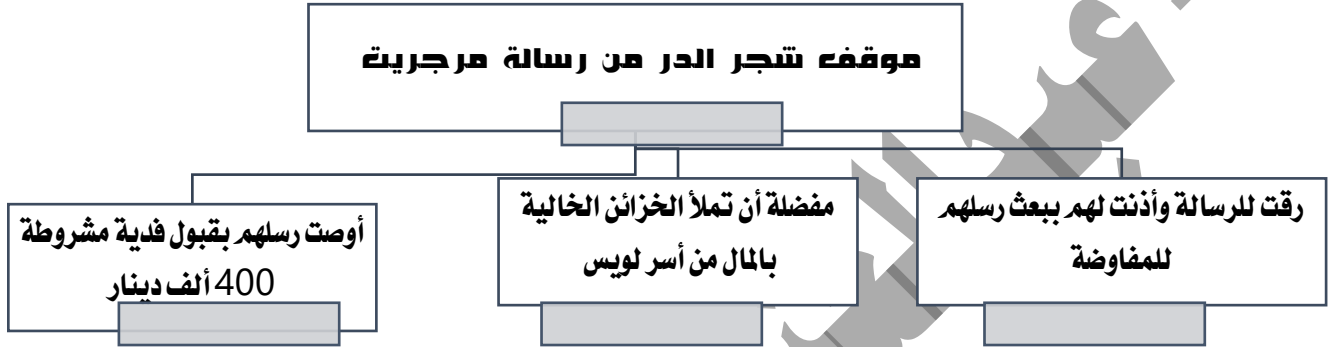 موقف شجر الدر من رسالة مرجريت
رقت للرسالة وأذنت لهم ببعث رسلهم
للمفاوضة
مفضلة أن تملأ الخزائن الخالية
بالمال من أسر لويس
أوصت رسلهم بقبول فدية مشروطة
400 ألف دينار